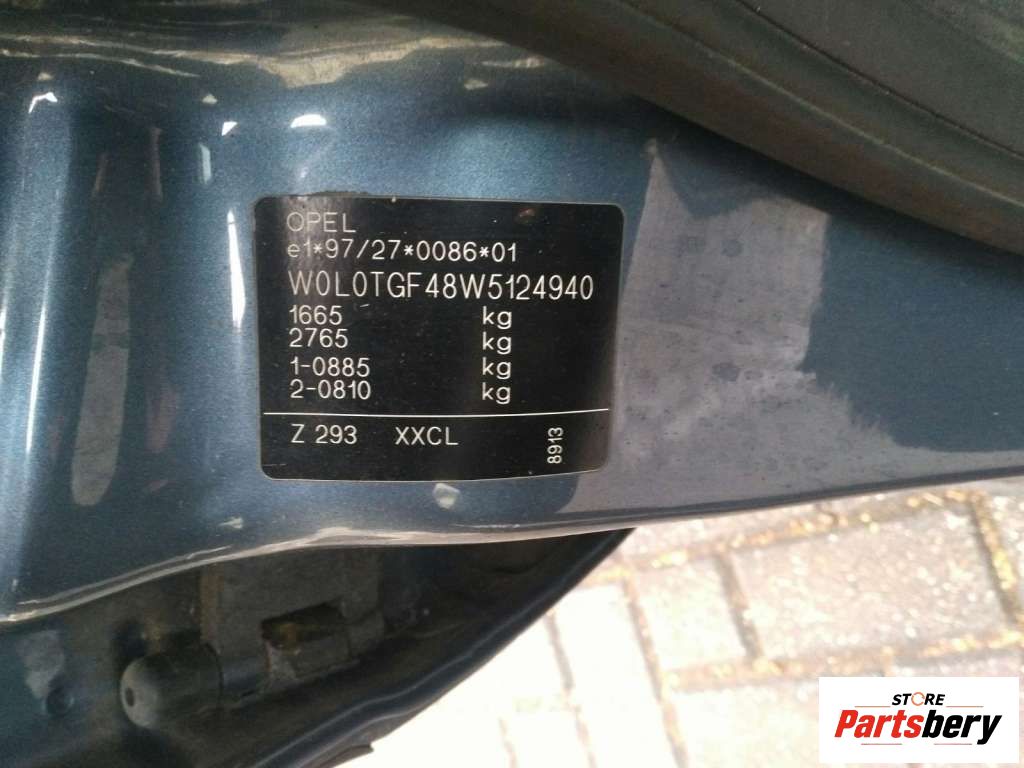 OPEL
e1*97/27*0086*01
W0L0TGF48W5124940
1665 kg
2765 kg
1-0885 kg
2-0810 kg
Z 293 XXCL 8913
STORE
Partsbery